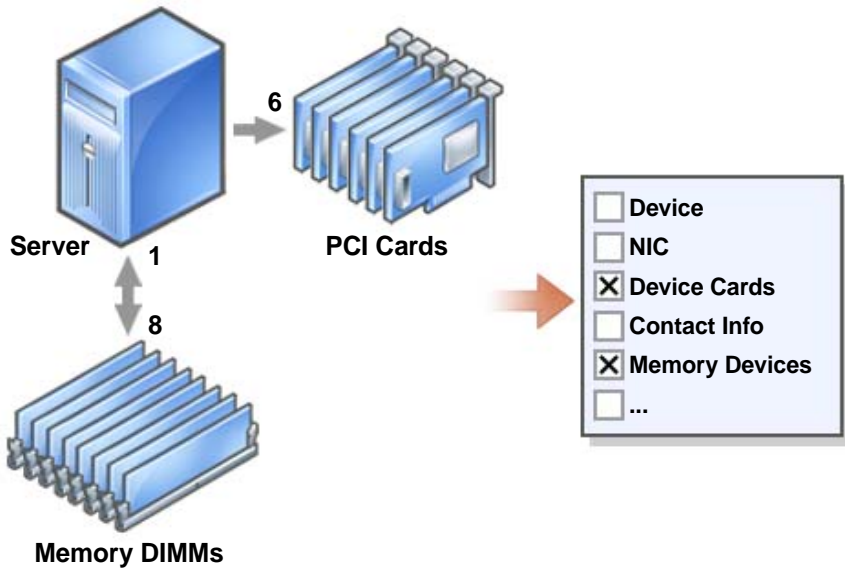 6
Server
1
PCI Cards
8
Memory DIMMs
Device
NIC
Device Cards
Contact Info
Memory Devices
...